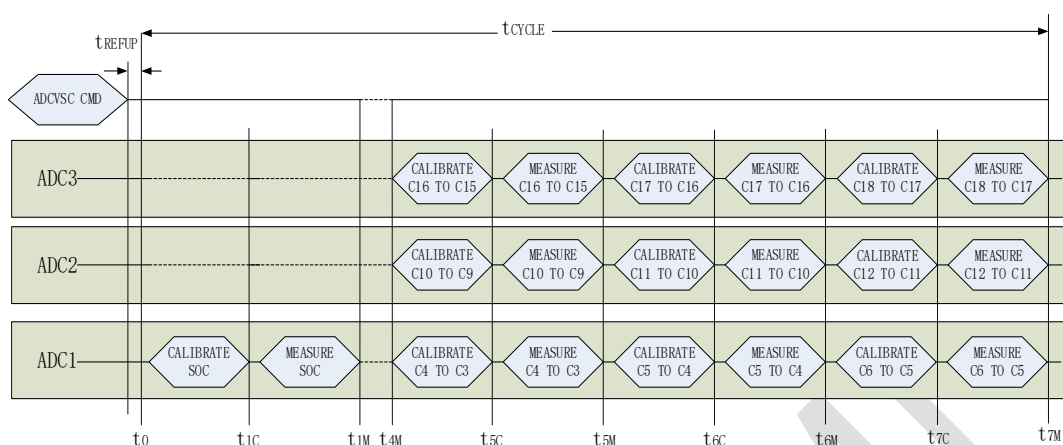 tCYCLE
tREFUP
ADCVSC CMD
ADC3
CALIBRATE
C16 TO C15
MEASURE
C16 TO C15
CALIBRATE
C17 TO C16
MEASURE
C17 TO C16
CALIBRATE
C18 TO C17
MEASURE
C18 TO C17
ADC2
CALIBRATE
C10 TO C9
MEASURE
C10 TO C9
CALIBRATE
C11 TO C10
MEASURE
C11 TO C10
CALIBRATE
C12 TO C11
MEASURE
C12 TO C11
ADC1
CALIBRATE
SOC
MEASURE
SOC
CALIBRATE
C4 TO C3
MEASURE
C4 TO C3
CALIBRATE
C5 TO C4
MEASURE
C5 TO C4
CALIBRATE
C6 TO C5
MEASURE
C6 TO C5
t0 t1C t1M t4M t5C t5M t6C t6M t7C t7M